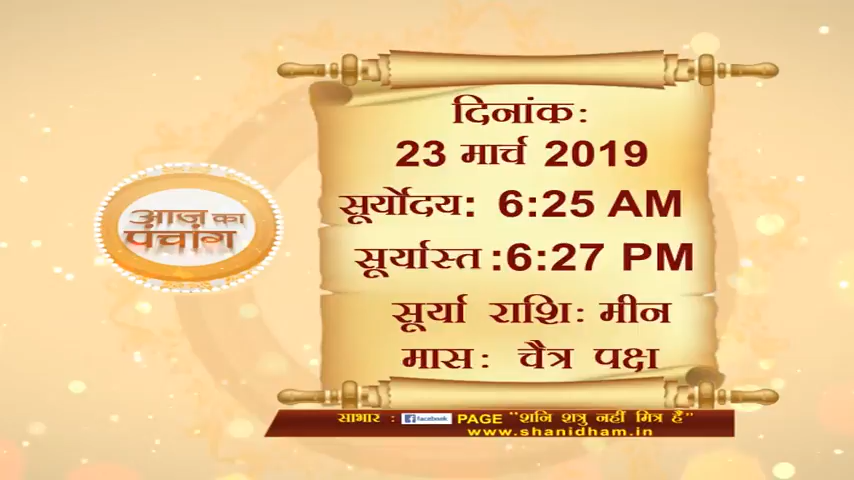 आज का
पंचांग
दिनांक:
23 मार्च 2019
सूर्योदय: 6:25 AM
सूर्यास्त :6:27 PM
सूर्या राशि: मीन
मास: चैत्र पक्ष
साभार : facebook PAGE "शनि शत्रु नहीं मित्र हैं"
www.shanidham.in